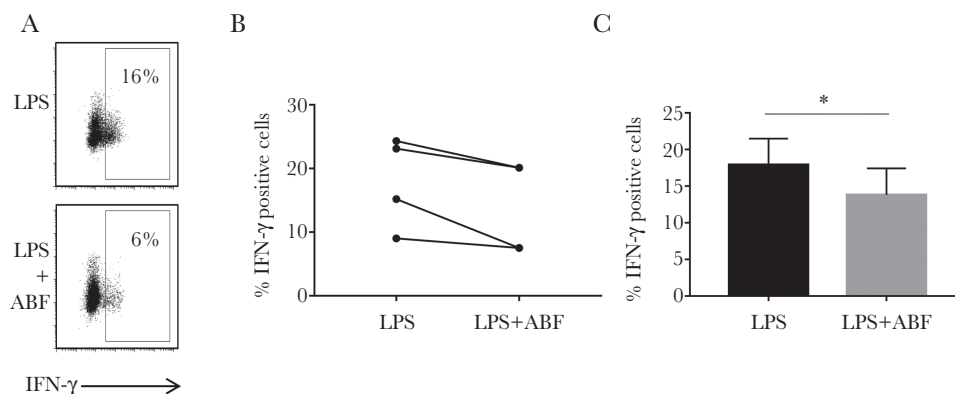 A
LPS
16%
LPS
+
ABF
6%
IFN-γ
B
% IFN-γ positive cells
30
20
10
0
LPS
LPS+ABF
C
% IFN-γ positive cells
25
20
15
10
5
0
*
LPS
LPS+ABF